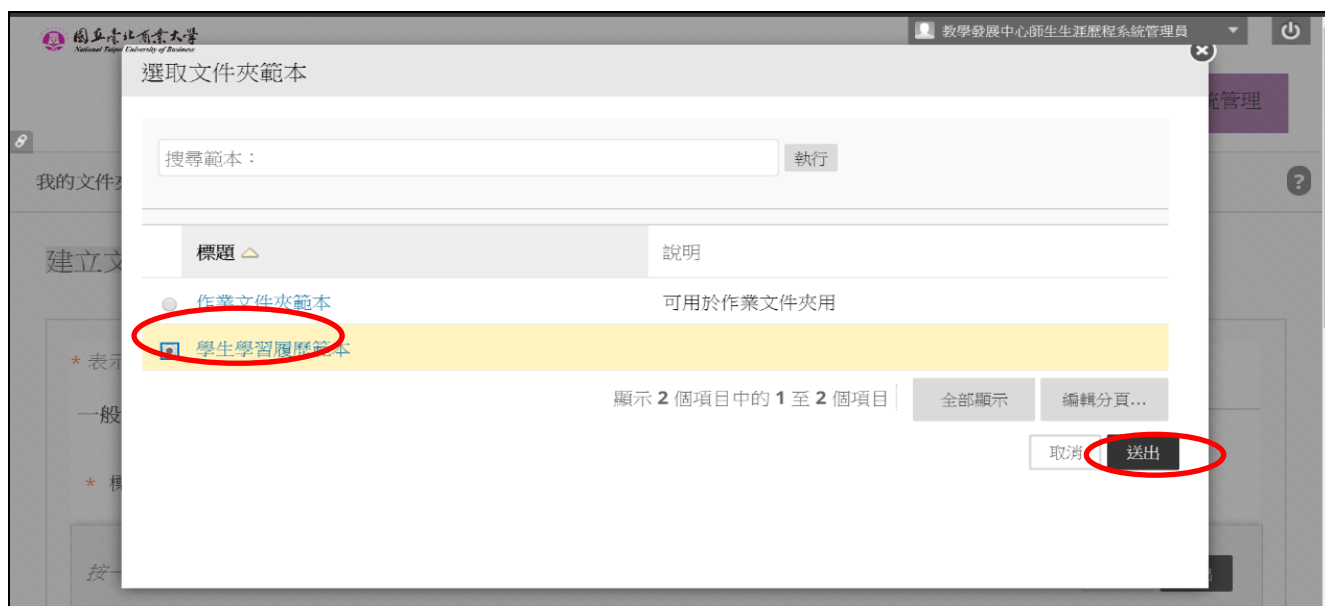 國立臺北商業大學
National Taipei University of Business
教學發展中心師生生涯歷程系統管理員
選取文件夾範本
統管理
搜尋範本：
執行
我的文件夾
?
建立文
標題
說明
作業文件夾範本
可用於作業文件夾用
學生學習履歷範本
* 表示
顯示 2 個項目中的 1 至 2 個項目
全部顯示
編輯分頁...
一般
取消
送出
* 標
按一